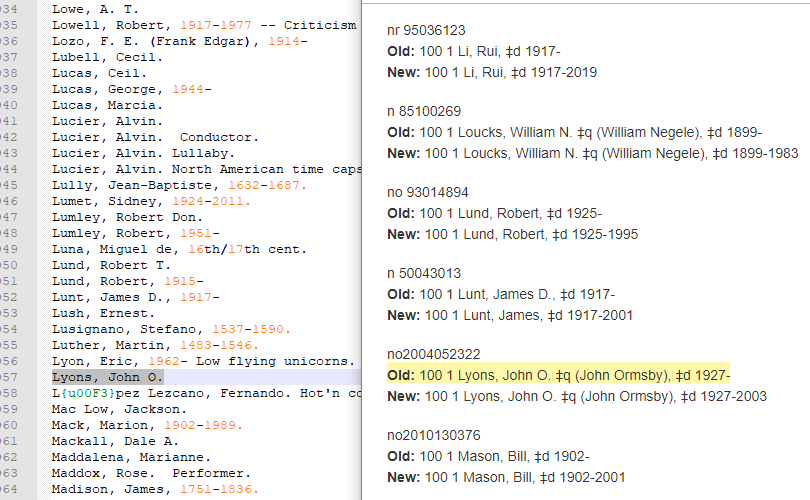 034 Lowe, A. T.
035 Lowell, Robert, 1917-1977 -- Criticism
036 Lozo, F. E. (Frank Edgar), 1914-
037 Lubell, Cecil.
038 Lucas, Ceil.
039 Lucas, George, 1944-
040 Lucas, Marcia.
041 Lucier, Alvin.
042 Lucier, Alvin.  Conductor.
043 Lucier, Alvin. Lullaby.
044 Lucier, Alvin. North American time caps
045 Lully, Jean-Baptiste, 1632-1687.
046 Lumet, Sidney, 1924-2011.
047 Lumley, Robert Don.
048 Lumley, Robert, 1951-
049 Luna, Miguel de, 16th/17th cent.
050 Lund, Robert T.
051 Lund, Robert, 1915-
052 Lunt, James D., 1917-
053 Lush, Ernest.
054 Lusignano, Stefano, 1537-1590.
055 Luther, Martin, 1483-1546.
056 Lyon, Eric, 1962- Low flying unicorns.
057 Lyons, John O.
058 L{u00F3}pez Lezcano, Fernando. Hot'n co
059 Mac Low, Jackson.
060 Mack, Marion, 1902-1989.
061 Mackall, Dale A.
062 Maddalena, Marianne.
063 Maddox, Rose.  Performer.
064 Madison, James, 1751-1836.
nr 95036123
Old: 100 1 Li, Rui, ‡d 1917-
New: 100 1 Li, Rui, ‡d 1917-2019
n 85100269
Old: 100 1 Loucks, William N. ‡q (William Negele), ‡d 1899-
New: 100 1 Loucks, William N. ‡q (William Negele), ‡d 1899-1983
no 93014894
Old: 100 1 Lund, Robert, ‡d 1925-
New: 100 1 Lund, Robert, ‡d 1925-1995
n 50043013
Old: 100 1 Lunt, James D., ‡d 1917-
New: 100 1 Lunt, James, ‡d 1917-2001
no2004052322
Old: 100 1 Lyons, John O. ‡q (John Ormsby), ‡d 1927-
New: 100 1 Lyons, John O. ‡q (John Ormsby), ‡d 1927-2003
no2010130376
Old: 100 1 Mason, Bill, ‡d 1902-
New: 100 1 Mason, Bill, ‡d 1902-2001